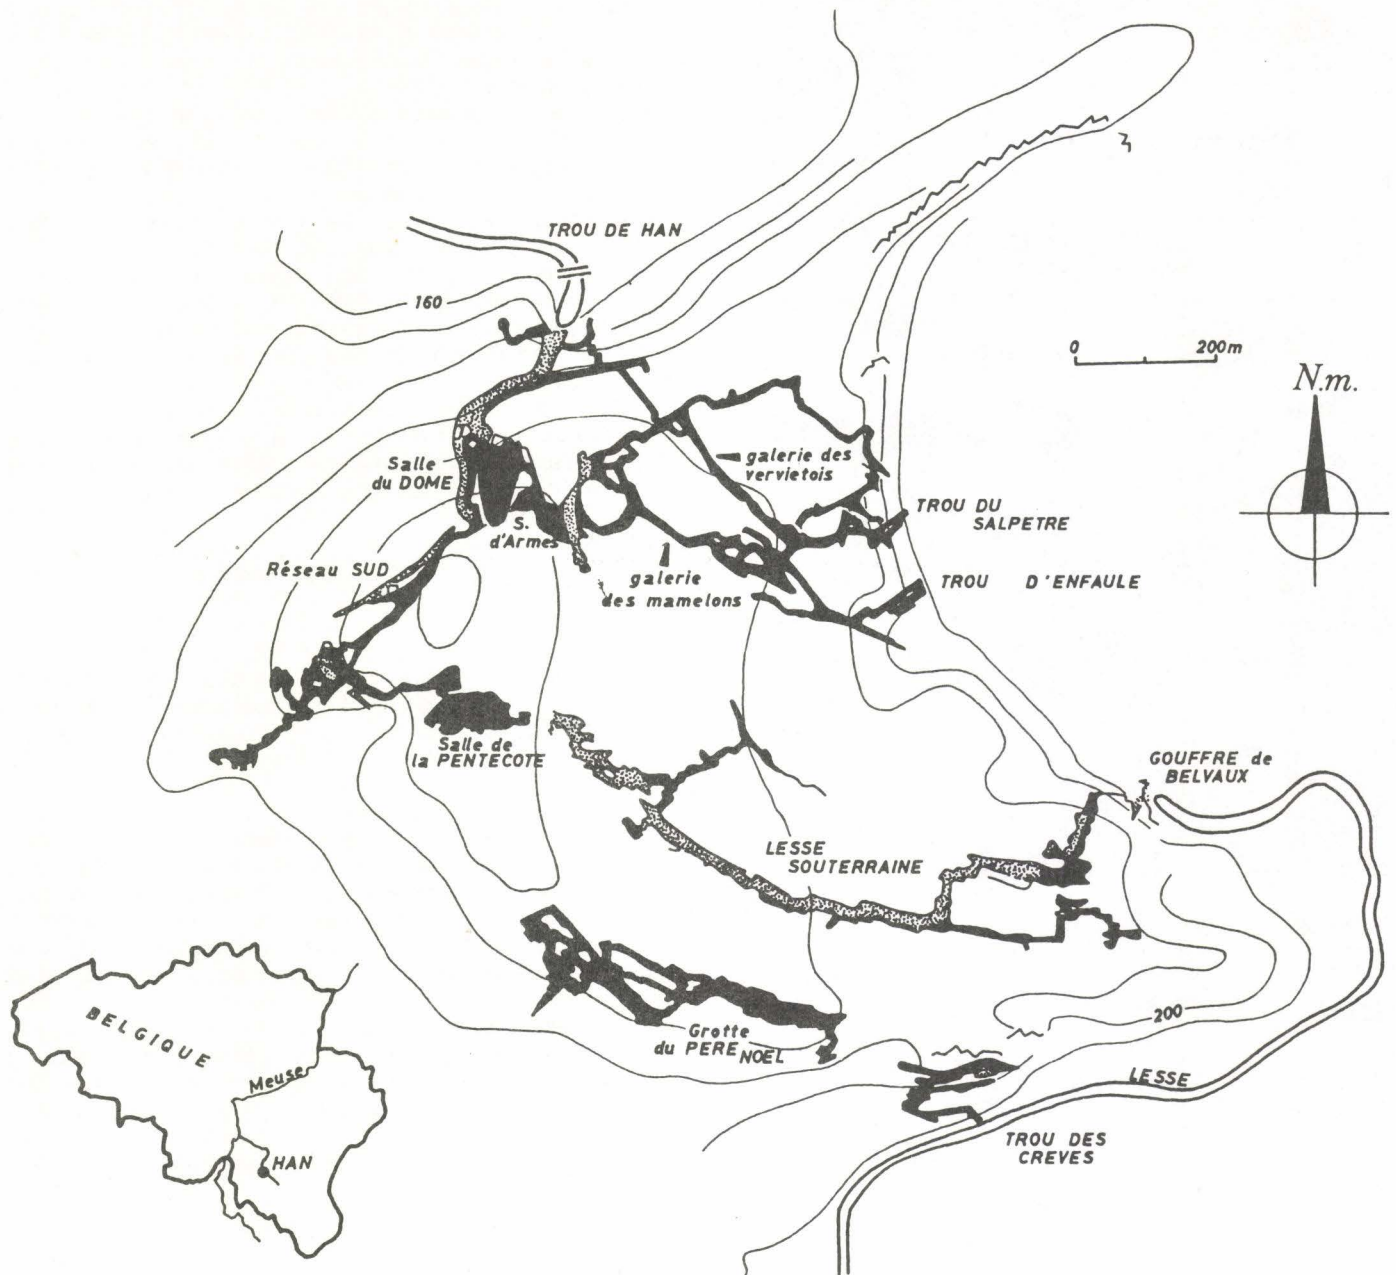 TROU DE HAN
160
0 200m
N.m.
Salle
du DOME
galerie des
vervietois
S.
d'Armes
TROU DU
SALPETRE
Réseau SUD
galerie
des mamelons
TROU D'ENFAULE
Salle de
la PENTECOTE
GOUFFRE de
BELVAUX
LESSE
SOUTERRAINE
Grotte
du PERE NOEL
200
LESSE
TROU DES
CREVES
BELGIQUE
Meuse
HAN